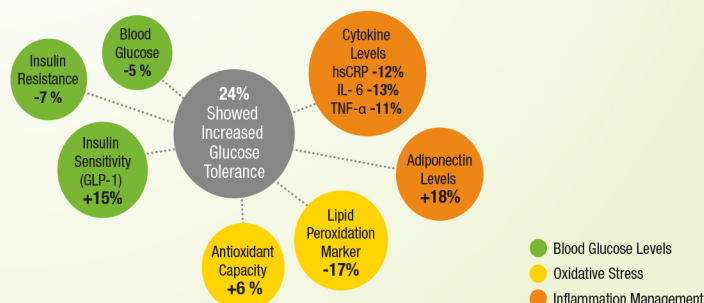 Blood
Glucose
-5 %
Insulin
Resistance
-7 %
Insulin
Sensitivity
(GLP-1)
+15%
24%
Showed
Increased
Glucose
Tolerance
Cytokine
Levels
hsCRP -12%
IL- 6 -13%
TNF-α -11%
Adiponectin
Levels
+18%
Lipid
Peroxidation
Marker
-17%
Antioxidant
Capacity
+6 %
Blood Glucose Levels
Oxidative Stress
Inflammation Management